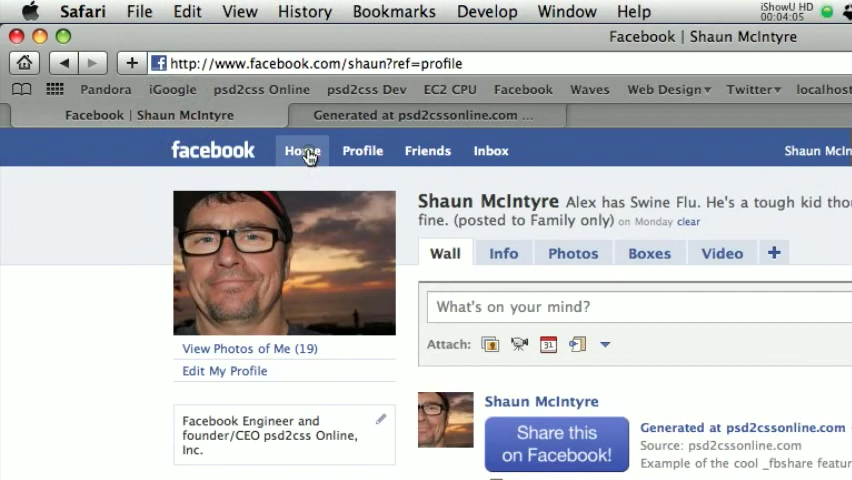 Safari File Edit View History Bookmarks Develop Window Help iShowU HD
00:04:05
Facebook | Shaun McIntyre
http://www.facebook.com/shaun?ref=profile
Pandora iGoogle psd2css Online psd2css Dev EC2 CPU Facebook Waves Web Design Twitter localhost
Facebook | Shaun McIntyre Generated at psd2cssonline.com ...
facebook Home Profile Friends Inbox Shaun McIn
Shaun McIntyre Alex has Swine Flu. He's a tough kid thou
fine. (posted to Family only) on Monday clear
Wall Info Photos Boxes Video +
What's on your mind?
Attach: 31
View Photos of Me (19)
Edit My Profile
Facebook Engineer and
founder/CEO psd2css Online,
Inc.
Shaun McIntyre
Share this
on Facebook!
Generated at psd2cssonline.com
Source: psd2cssonline.com
Example of the cool _fbshare featur